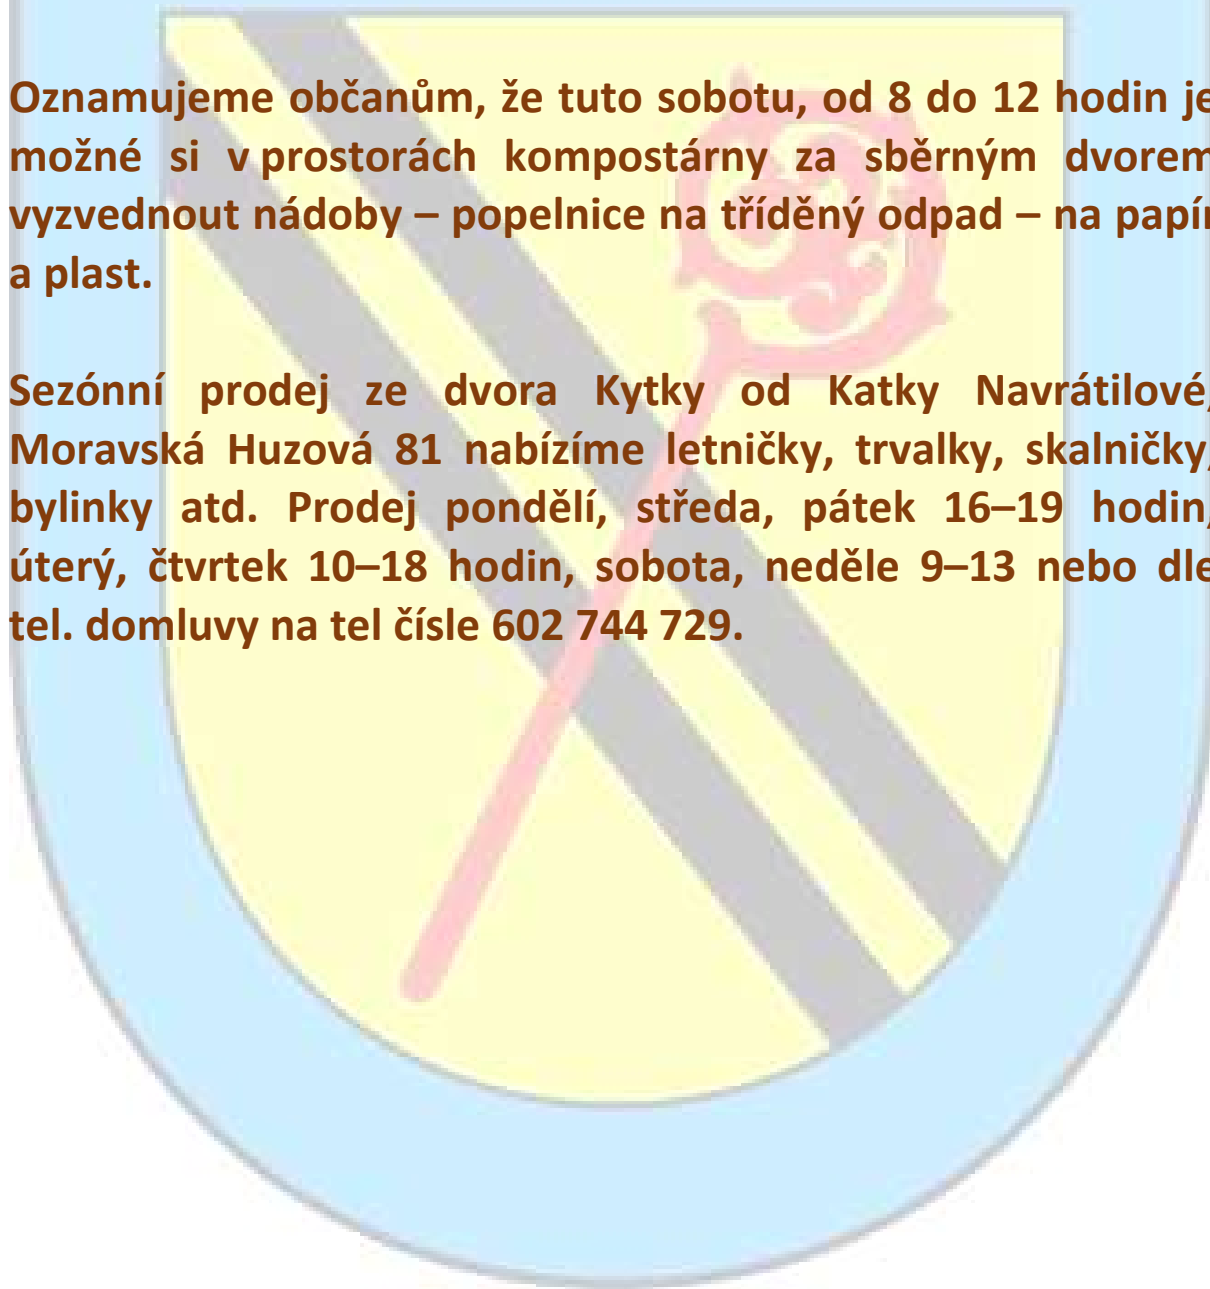 Oznamujeme občanům, že tuto sobotu, od 8 do 12 hodin je
možné si v prostorách kompostárny za sběrným dvorem
vyzvednout nádoby – popelnice na tříděný odpad – na papír
a plast.
Sezónní prodej ze dvora Kytky od Katky Navrátilové,
Moravská Huzová 81 nabízíme letničky, trvalky, skalničky,
bylinky atd. Prodej pondělí, středa, pátek 16–19 hodin,
úterý, čtvrtek 10–18 hodin, sobota, neděle 9–13 nebo dle
tel. domluvy na tel čísle 602 744 729.